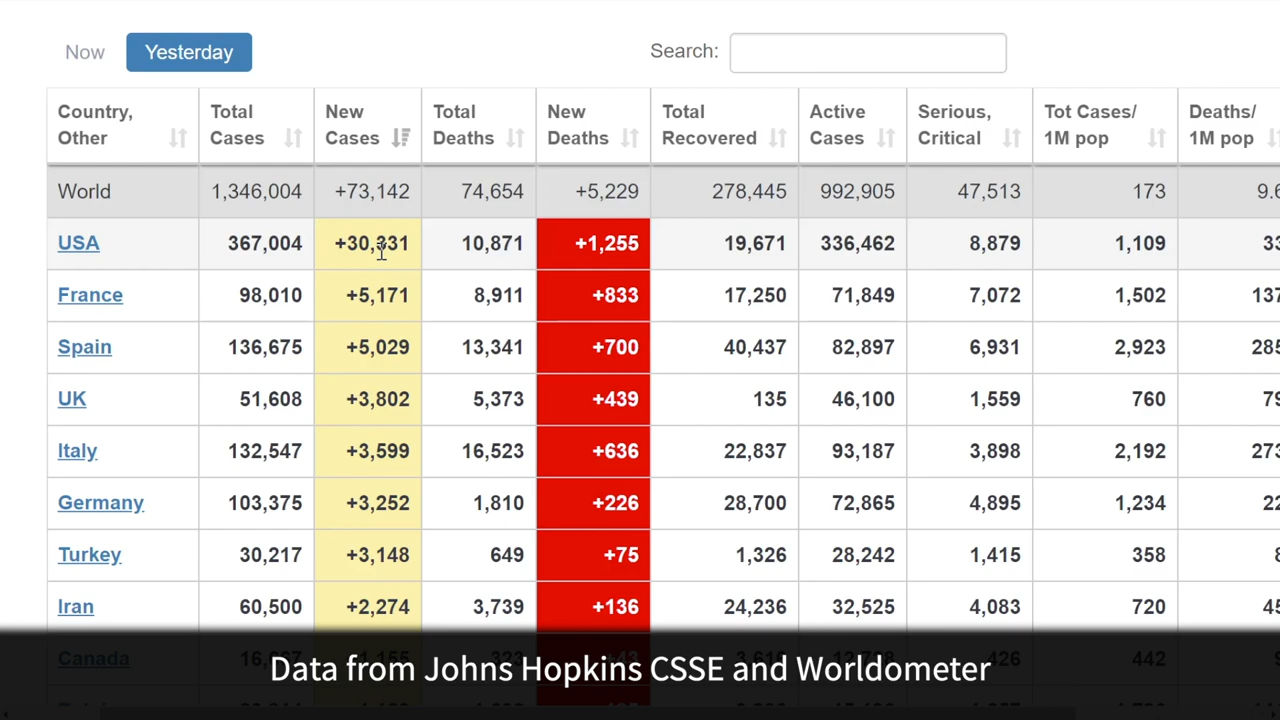 Now Yesterday Search:
Country, Total New Total New Total Active Serious, Tot Cases/ Deaths/
Other Cases Cases Deaths Deaths Recovered Cases Critical 1M pop 1M pop
World 1,346,004 +73,142 74,654 +5,229 278,445 992,905 47,513 173
USA 367,004 +30,331 10,871 +1,255 19,671 336,462 8,879 1,109
France 98,010 +5,171 8,911 +833 17,250 71,849 7,072 1,502
Spain 136,675 +5,029 13,341 +700 40,437 82,897 6,931 2,923
UK 51,608 +3,802 5,373 +439 135 46,100 1,559 760
Italy 132,547 +3,599 16,523 +636 22,837 93,187 3,898 2,192
Germany 103,375 +3,252 1,810 +226 28,700 72,865 4,895 1,234
Turkey 30,217 +3,148 649 +75 1,326 28,242 1,415 358
Iran 60,500 +2,274 3,739 +136 24,236 32,525 4,083 720
Canada 426 442
Data from Johns Hopkins CSSE and Worldometer